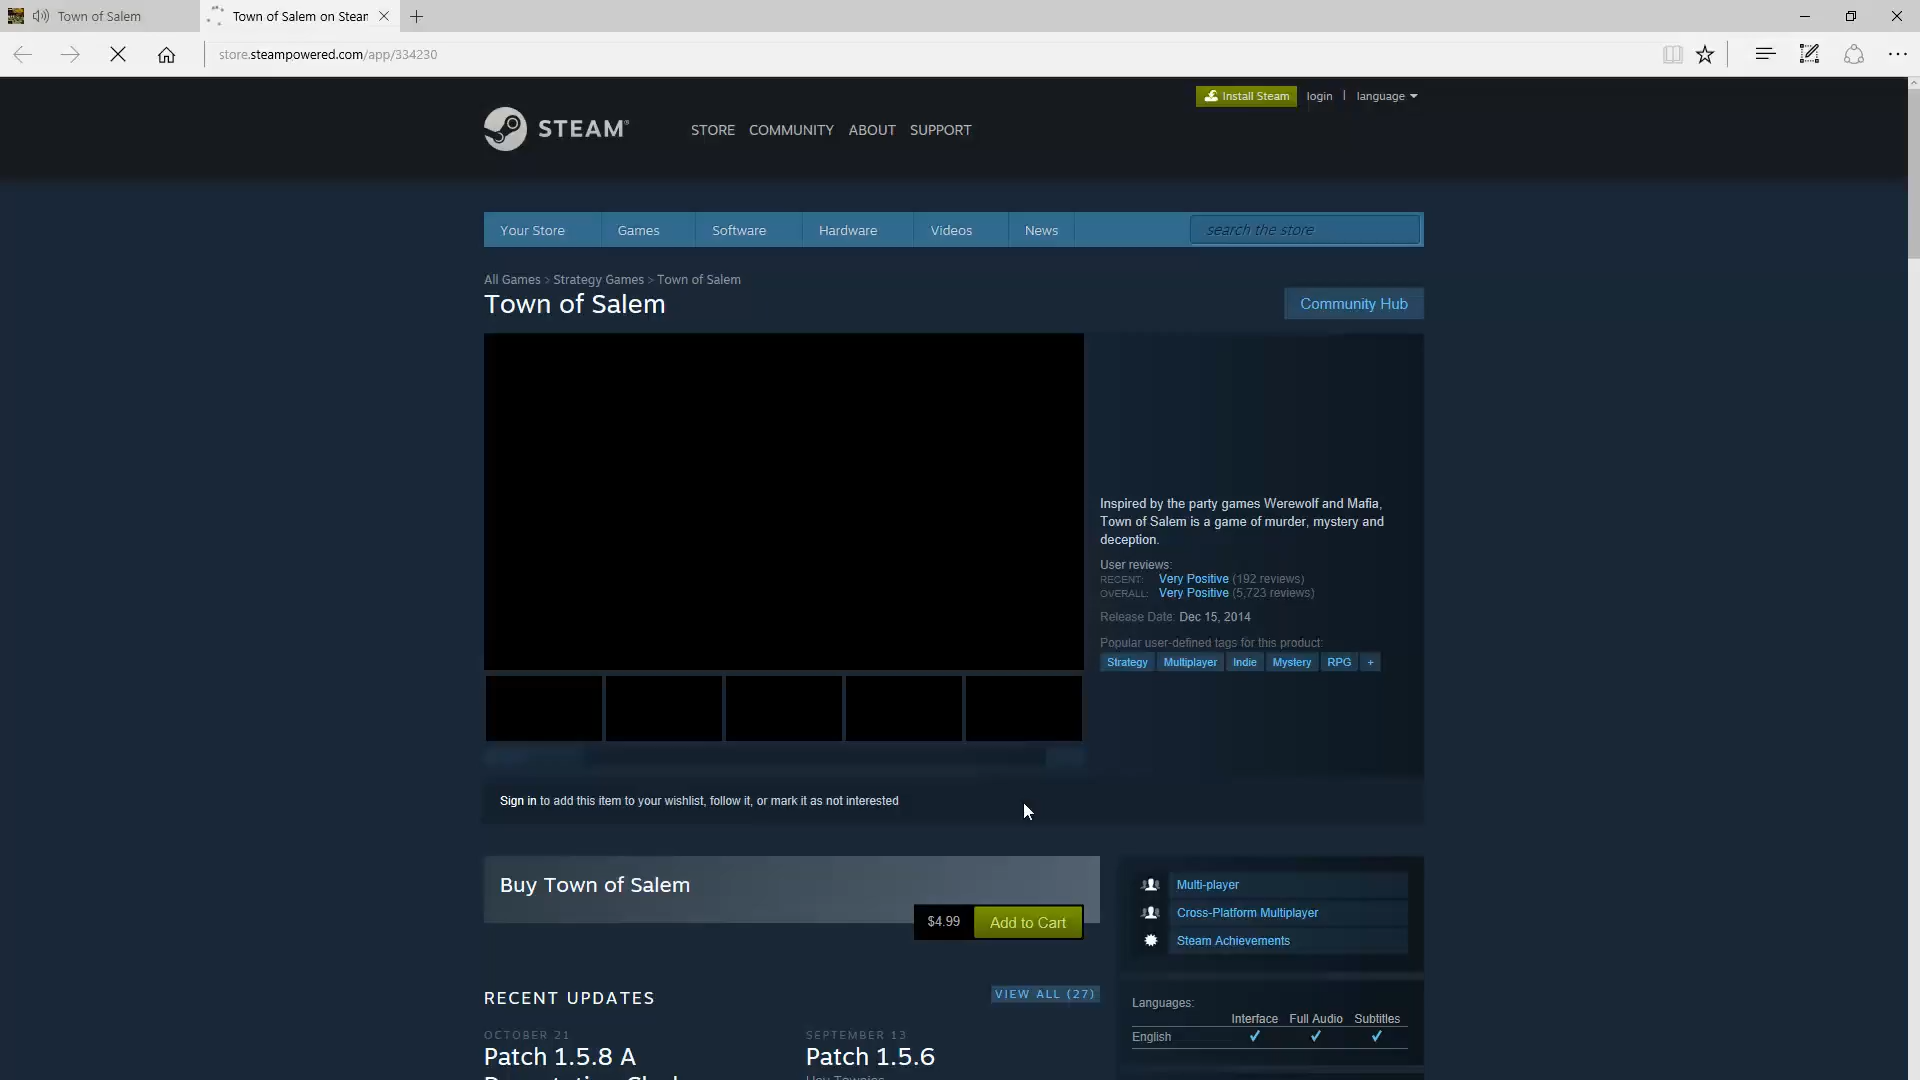 Town of Salem
Town of Salem on Steam
store.steampowered.com/app/334230
Install Steam login language
STEAM
STORE COMMUNITY ABOUT SUPPORT
Your Store Games Software Hardware Videos News search the store
All Games > Strategy Games > Town of Salem
Town of Salem
Community Hub
Inspired by the party games Werewolf and Mafia,
Town of Salem is a game of murder, mystery and
deception.
User reviews:
RECENT: Very Positive (192 reviews)
OVERALL: Very Positive (5,723 reviews)
Release Date: Dec 15, 2014
Popular user-defined tags for this product:
Strategy Multiplayer Indie Mystery RPG +
Sign in to add this item to your wishlist, follow it, or mark it as not interested
Buy Town of Salem
$4.99 Add to Cart
Multi-player
Cross-Platform Multiplayer
Steam Achievements
RECENT UPDATES
VIEW ALL (27)
Languages:
Interface Full Audio Subtitles
English
OCTOBER 21
Patch 1.5.8 A
SEPTEMBER 13
Patch 1.5.6